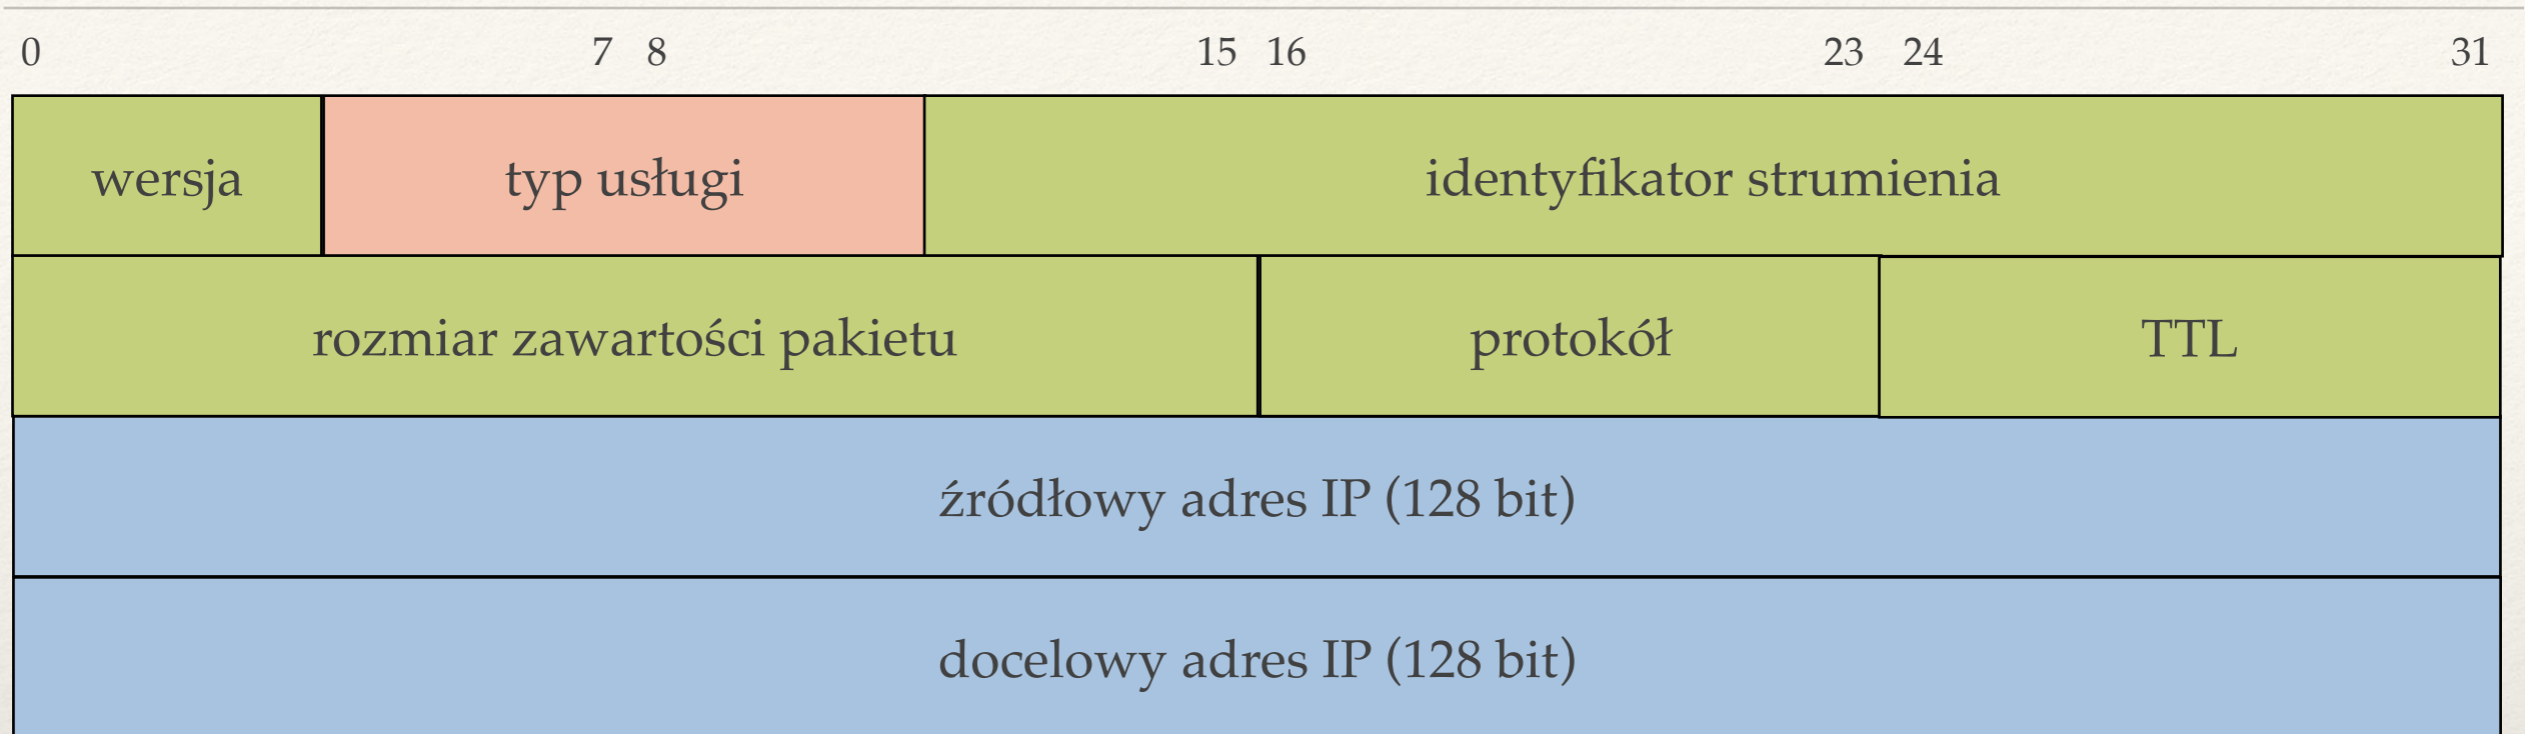 0 7 8 15 16 23 24 31
wersja typ usługi identyfikator strumienia
rozmiar zawartości pakietu protokół TTL
źródłowy adres IP (128 bit)
docelowy adres IP (128 bit)